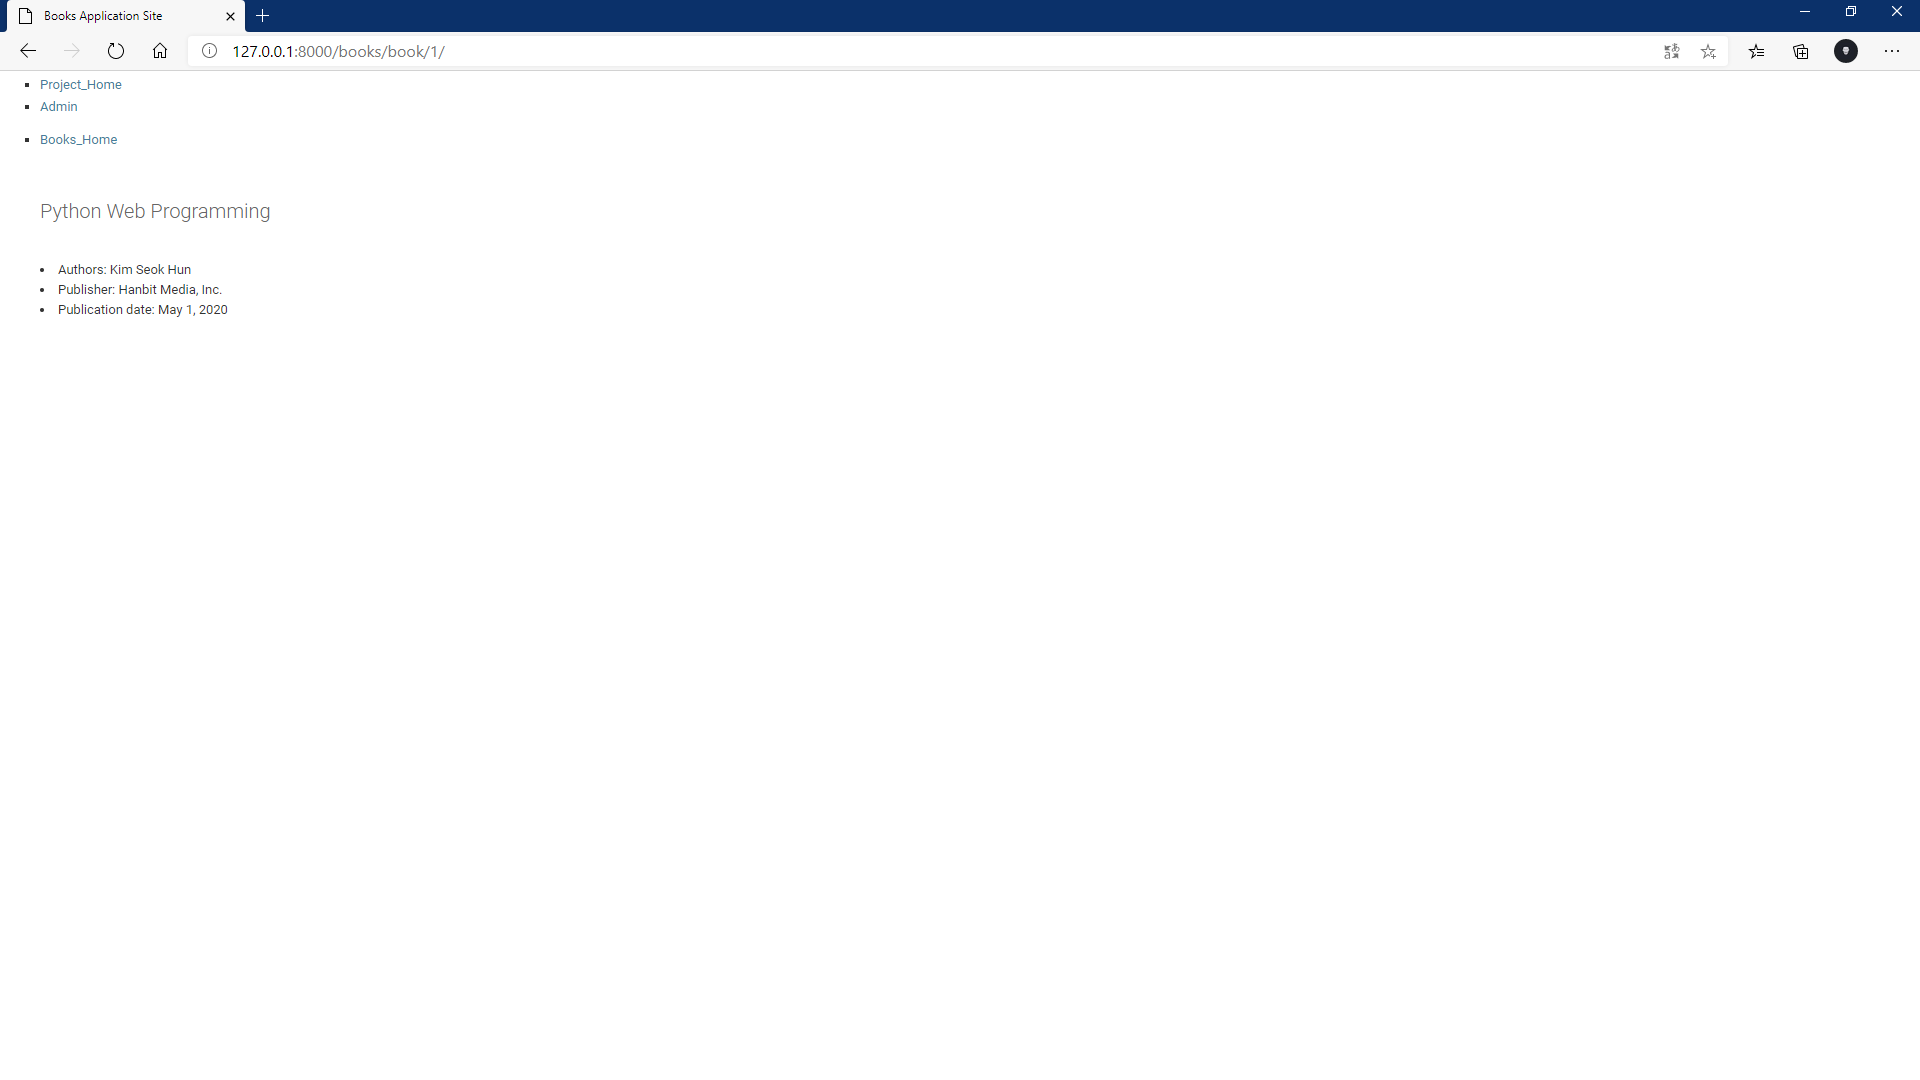 Books Application Site
127.0.0.1:8000/books/book/1/
Project_Home
Admin
Books_Home
Python Web Programming
Authors: Kim Seok Hun
Publisher: Hanbit Media, Inc.
Publication date: May 1, 2020